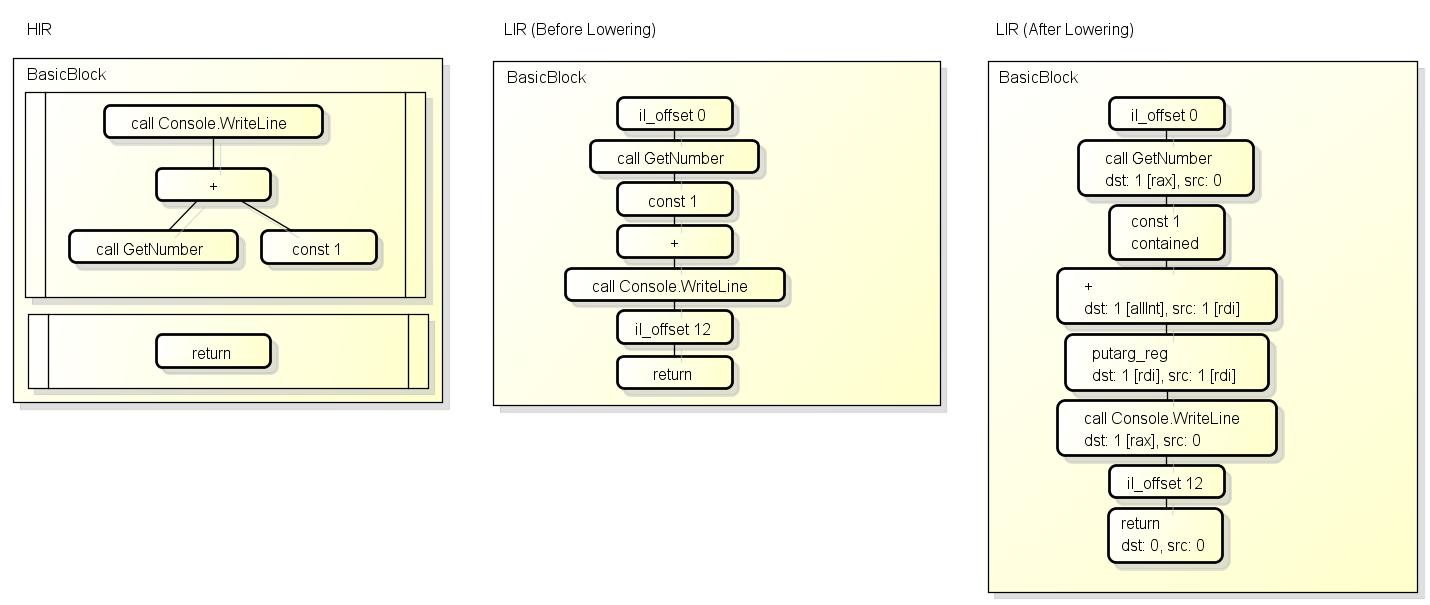 HIR
BasicBlock
call Console.WriteLine
+
call GetNumber
const 1
return
LIR (Before Lowering)
BasicBlock
il_offset 0
call GetNumber
const 1
+
call Console.WriteLine
il_offset 12
return
LIR (After Lowering)
BasicBlock
il_offset 0
call GetNumber
dst: 1 [rax], src: 0
const 1
contained
+
dst: 1 [allInt], src: 1 [rdi]
putarg_reg
dst: 1 [rdi], src: 1 [rdi]
call Console.WriteLine
dst: 1 [rax], src: 0
il_offset 12
return
dst: 0, src: 0